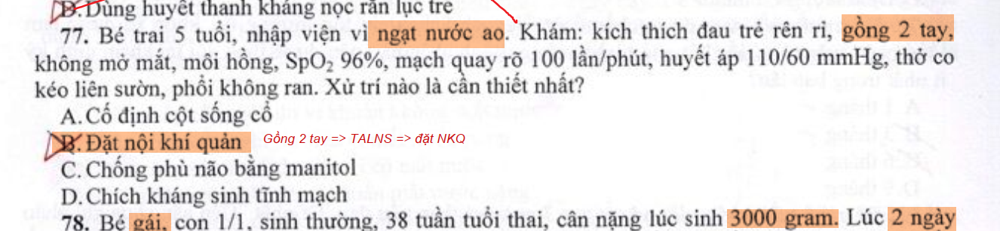 B. Dùng huyết thanh kháng nọc rắn lục tre
77. Bé trai 5 tuổi, nhập viện vì ngạt nước ao. Khám: kích thích đau trẻ rên rỉ, gồng 2 tay,
không mở mắt, môi hồng, SpO2 96%, mạch quay rõ 100 lần/phút, huyết áp 110/60 mmHg, thở co
kéo liên sườn, phổi không ran. Xử trí nào là cần thiết nhất?
A. Cố định cột sống cổ
B. Đặt nội khí quản Gồng 2 tay => TALNS => đặt NKQ
C. Chống phù não bằng manitol
D. Chích kháng sinh tĩnh mạch
78. Bé gái, con 1/1, sinh thường, 38 tuần tuổi thai, cân nặng lúc sinh 3000 gram. Lúc 2 ngày